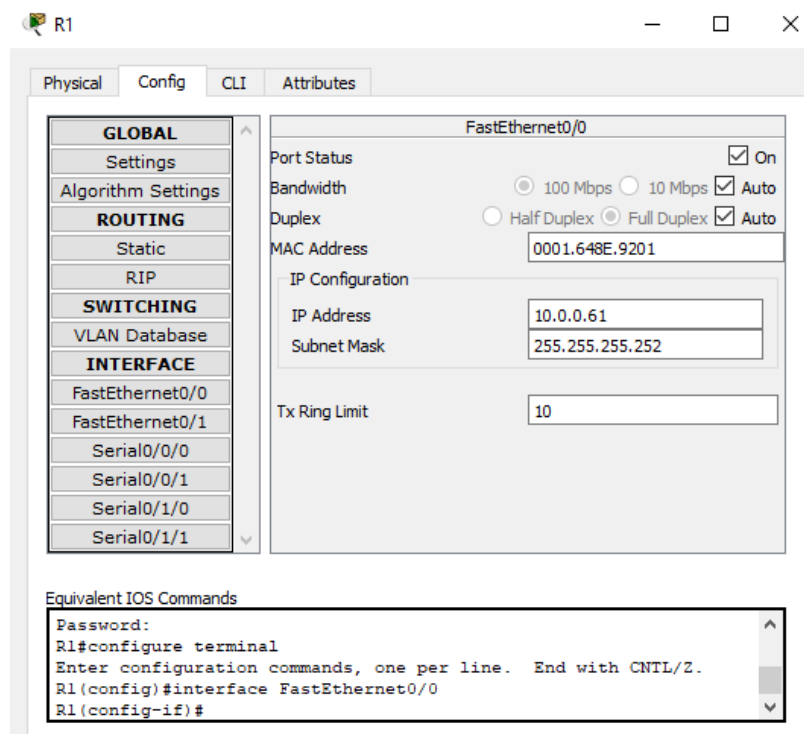 R1
Physical Config CLI Attributes
GLOBAL
Settings
Algorithm Settings
ROUTING
Static
RIP
SWITCHING
VLAN Database
INTERFACE
FastEthernet0/0
FastEthernet0/1
Serial0/0/0
Serial0/0/1
Serial0/1/0
Serial0/1/1
FastEthernet0/0
Port Status On
Bandwidth 100 Mbps 10 Mbps Auto
Duplex Half Duplex Full Duplex Auto
MAC Address 0001.648E.9201
IP Configuration
IP Address 10.0.0.61
Subnet Mask 255.255.255.252
Tx Ring Limit 10
Equivalent IOS Commands
Password:
R1#configure terminal
Enter configuration commands, one per line. End with CNTL/Z.
R1(config)#interface FastEthernet0/0
R1(config-if)#